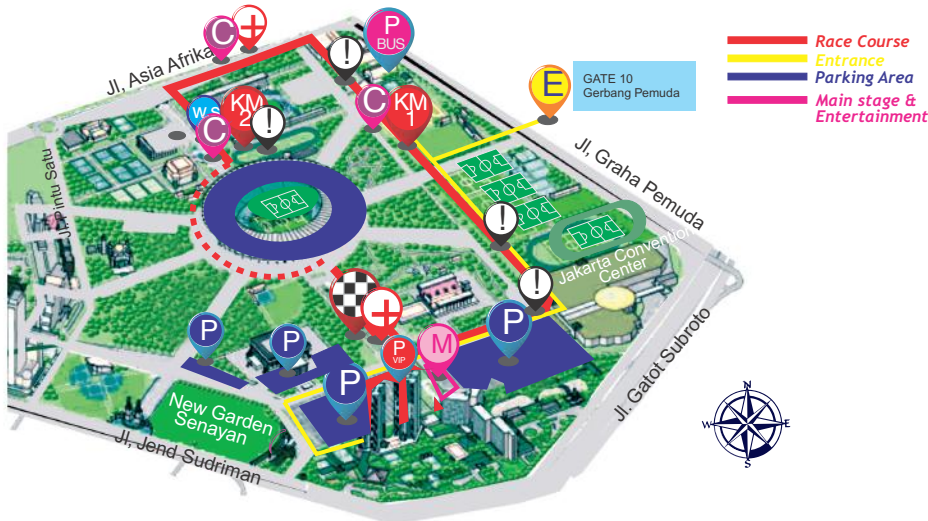 Race Course
Entrance
Parking Area
Main stage &
Entertainment
GATE 10
Gerbang Pemuda
E
P
BUS
C
!
C
KM
1
W.S
KM
2
C
!
Jl, Asia Afrika
Jl, Pintu Satu
Jl, Graha Pemuda
!
Jakarta Convention
Center
!
P
P
P
P
P
VIP
M
Jl. Gatot Subroto
New Garden
Senayan
Jl, Jend Sudriman
N
W
E
S